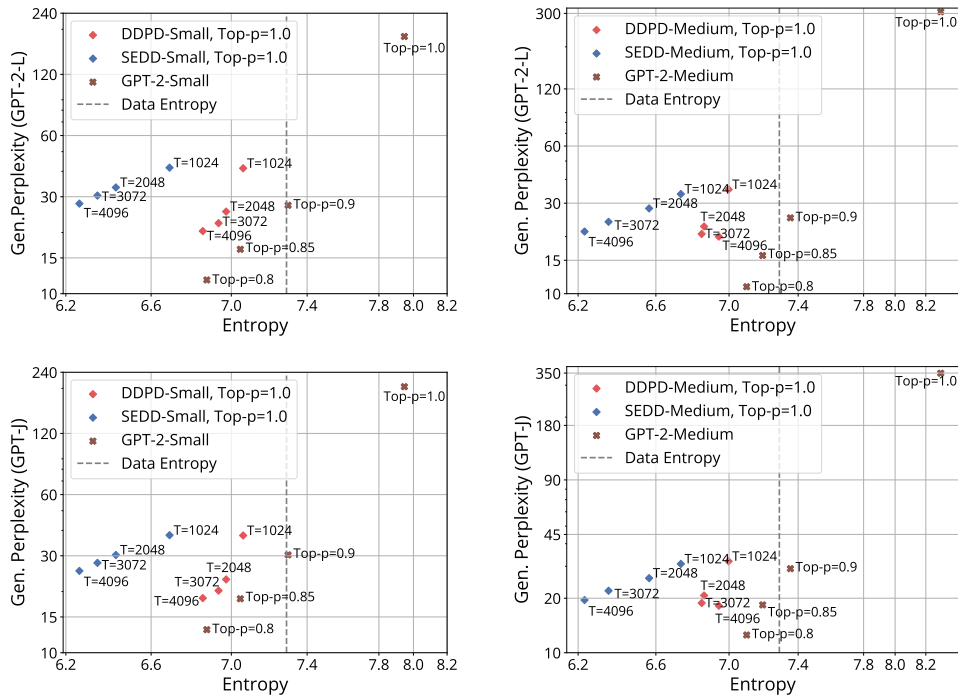 Gen.Perplexity (GPT-2-L)
240
120
60
30
15
10
DDPD-Small, Top-p=1.0
SEDD-Small, Top-p=1.0
GPT-2-Small
Data Entropy
Top-p=1.0
T=1024
T=2048
T=3072
T=4096
T=1024
T=2048
T=3072
T=4096
Top-p=0.9
Top-p=0.85
Top-p=0.8
6.2 6.6 7.0 7.4 7.8 8.0 8.2
Entropy
Gen. Perplexity (GPT-2-L)
300
120
60
30
15
10
DDPD-Medium, Top-p=1.0
SEDD-Medium, Top-p=1.0
GPT-2-Medium
Data Entropy
Top-p=1.0
T=1024
T=2048
T=3072
T=4096
T=1024
T=2048
T=3072
T=4096
Top-p=0.9
Top-p=0.85
Top-p=0.8
6.2 6.6 7.0 7.4 7.8 8.0 8.2
Entropy
Gen. Perplexity (GPT-J)
240
120
60
30
15
10
DDPD-Small, Top-p=1.0
SEDD-Small, Top-p=1.0
GPT-2-Small
Data Entropy
Top-p=1.0
T=1024
T=2048
T=3072
T=4096
T=1024
T=2048
T=3072
T=4096
Top-p=0.9
Top-p=0.85
Top-p=0.8
6.2 6.6 7.0 7.4 7.8 8.0 8.2
Entropy
Gen. Perplexity (GPT-J)
350
180
90
45
20
10
DDPD-Medium, Top-p=1.0
SEDD-Medium, Top-p=1.0
GPT-2-Medium
Data Entropy
Top-p=1.0
T=1024
T=2048
T=3072
T=4096
T=1024
T=2048
T=3072
T=4096
Top-p=0.9
Top-p=0.85
Top-p=0.8
6.2 6.6 7.0 7.4 7.8 8.0 8.2
Entropy